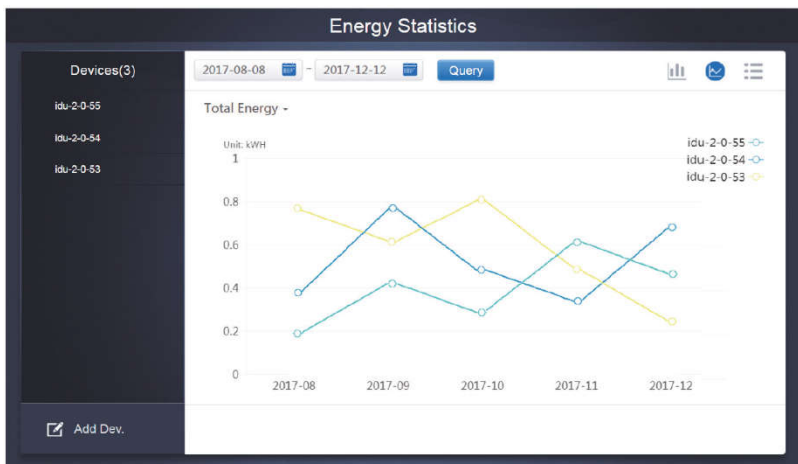 Energy Statistics
Devices(3)
idu-2-0-55
idu-2-0-54
idu-2-0-53
Add Dev.
2017-08-08 - 2017-12-12 Query
Total Energy -
Unit: kWH
1
0.8
0.6
0.4
0.2
0
2017-08 2017-09 2017-10 2017-11 2017-12
idu-2-0-55
idu-2-0-54
idu-2-0-53